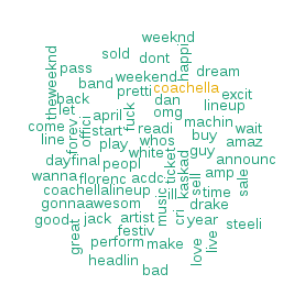 weeknd
sold dont
theweeknd happi
pass weekend dream
band coachella
back pretti dan excit
let fuck omg lineup
april machin
come forev offici start readi buy wait
line play whos amaz
white guy
dayfinal peopl ticket kaskad announc
wanna florenc acdc amp
coachellalineup ill sell time sale
gonnaawesom music drake
good jack artist cri year steeli
great festiv
perform make love live
headlin
bad